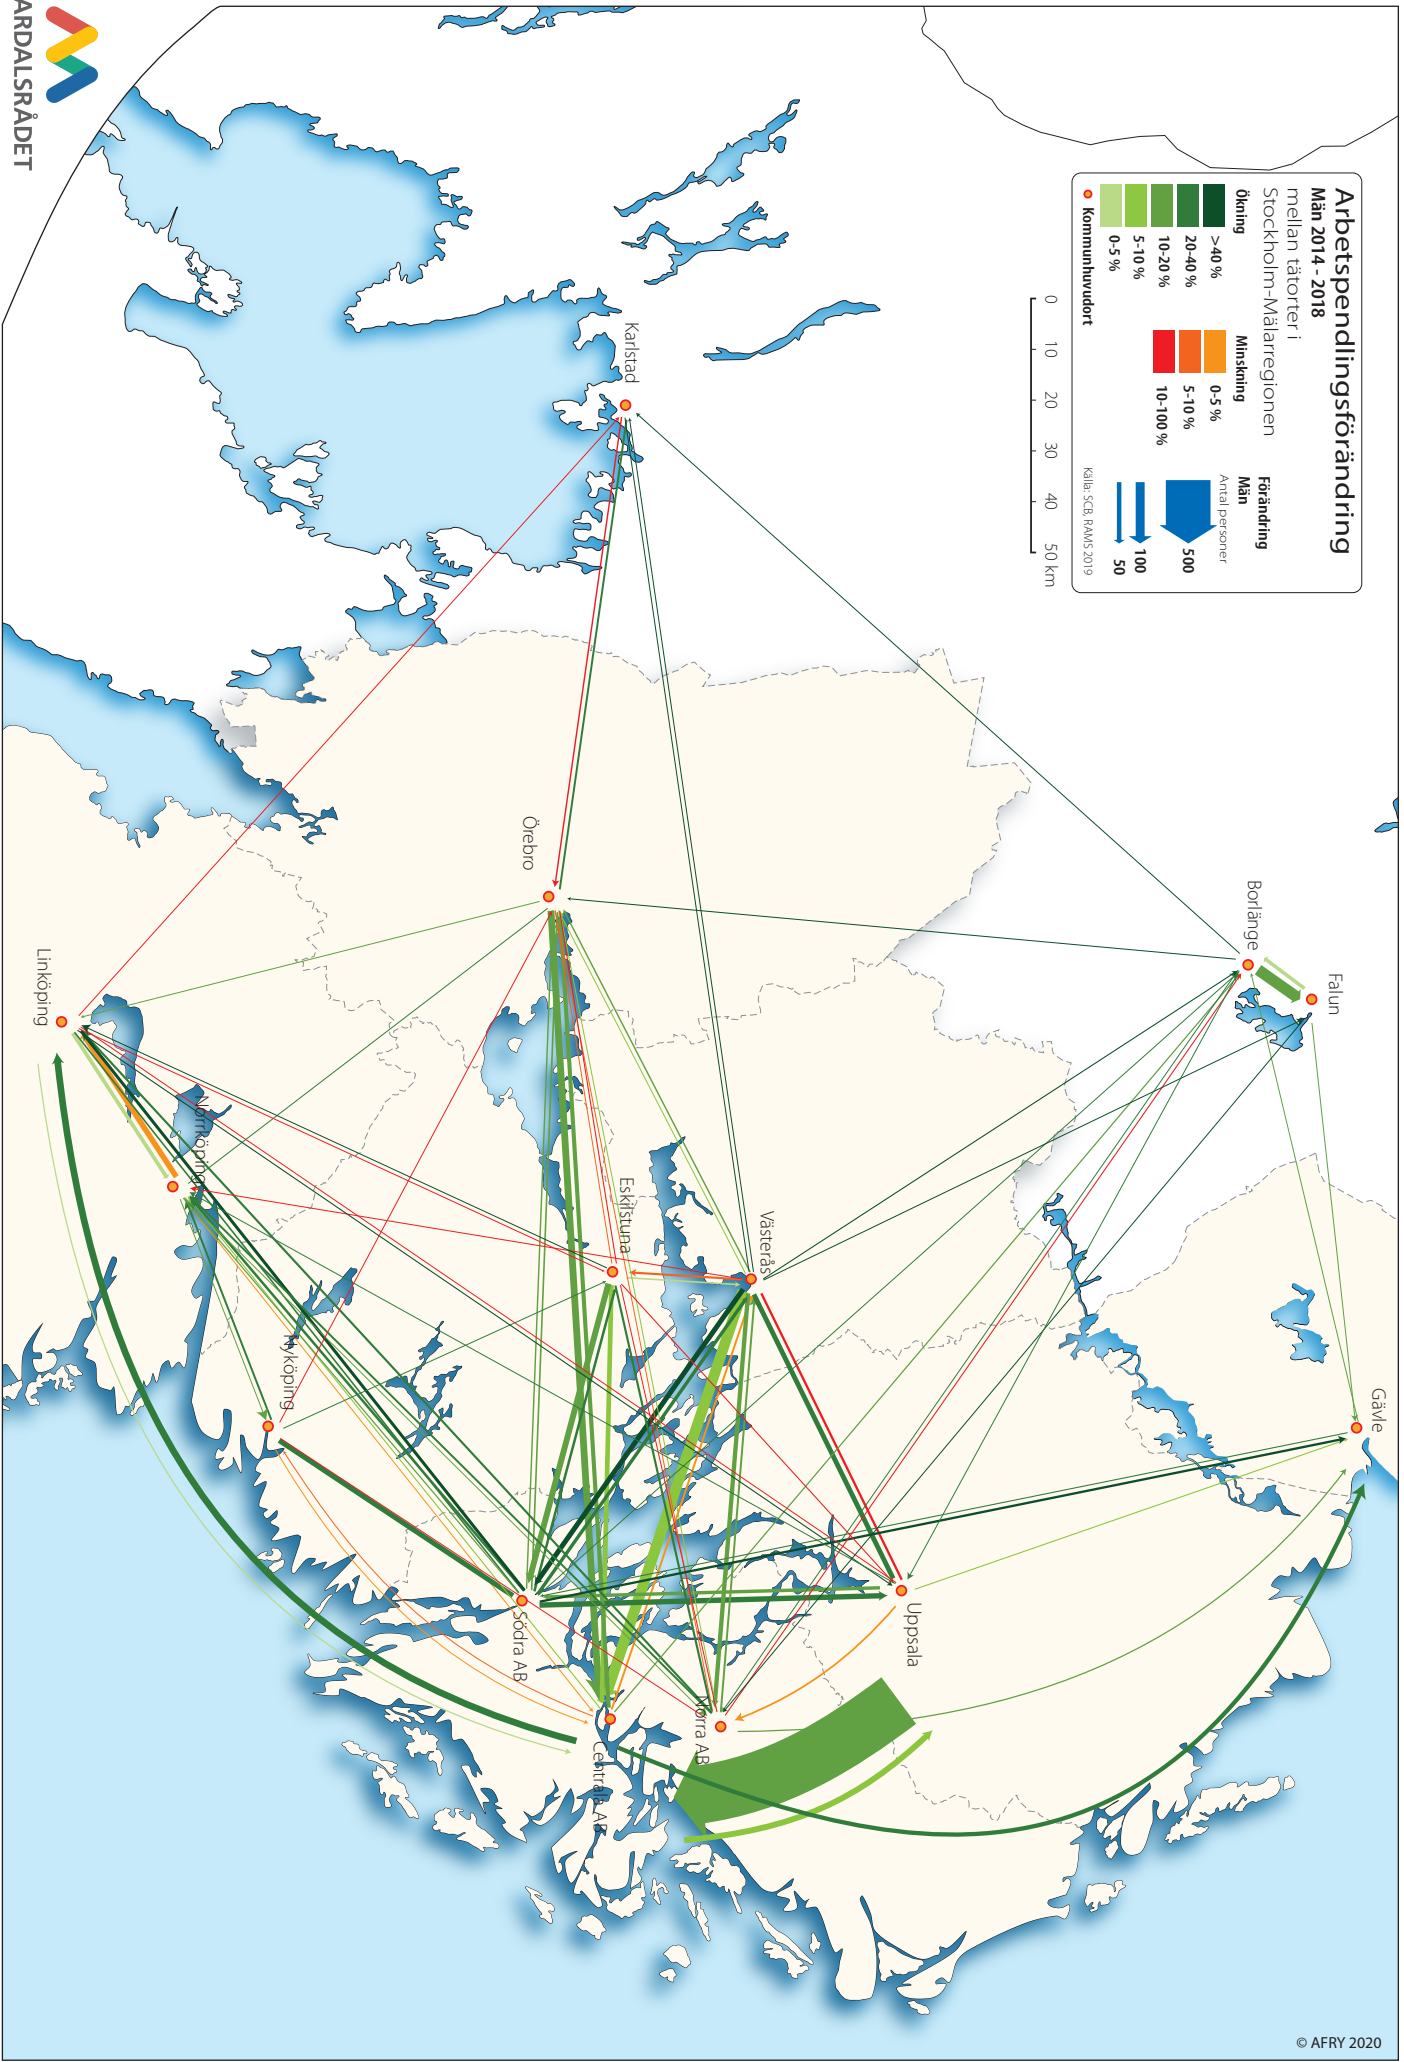 Arbetspendlingsförändring
Män 2014 - 2018
mellan tätorter i
Stockholm-Mälarregionen
Ökning
>40 %
20-40 %
10-20 %
5-10 %
0-5 %
Kommunhuvudort
Minskning
0-5 %
5-10 %
10-100 %
Förändring
Män
Antal personer
500
100
50
Källa: SCB, RAMS 2019
0 10 20 30 40 50 km
Karlstad
Borlänge
Falun
Gävle
Örebro
Västerås
Eskilstuna
Uppsala
Linköping
Norrköping
Nyköping
Södra AB
Norra AB
Centrala AB
ARDALSRÅDET
© AFRY 2020